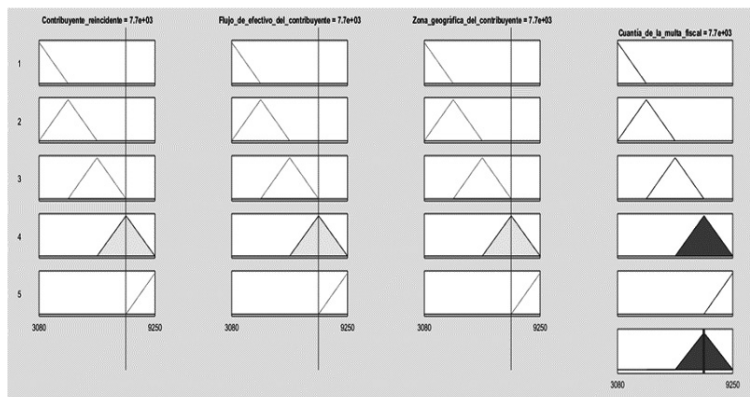 Contribuyente_reincidente = 7.7e+03
Flujo_de_efectivo_del_contribuyente = 7.7e+03
Zona_geográfica_del_contribuyente = 7.7e+03
Cuantía_de_la_multa_fiscal = 7.7e+03
1
2
3
4
5
3080 9250
3080 9250
3080 9250
3080 9250